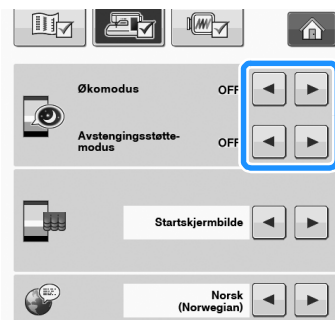 Økomodus
OFF
Avstengingsstøtte-
modus
OFF
Startskjermbilde
Norsk
(Norwegian)